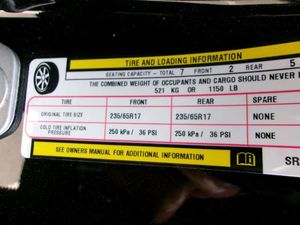 TIRE AND LOADING INFORMATION
SEATING CAPACITY - TOTAL 7 FRONT 2 REAR 5
THE COMBINED WEIGHT OF OCCUPANTS AND CARGO SHOULD NEVER
521 KG OR 1150 LB
TIRE FRONT REAR SPARE
ORIGINAL TIRE SIZE 235/65R17 235/65R17 NONE
COLD TIRE INFLATION PRESSURE 250 kPa / 36 PSI 250 kPa / 36 PSI NONE
SEE OWNERS MANUAL FOR ADDITIONAL INFORMATION
SR